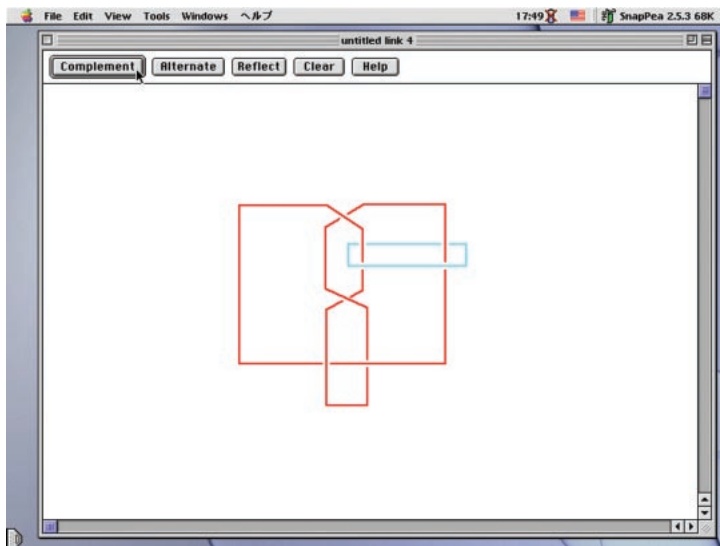 File Edit View Tools Windows ヘルプ 17:49 SnapPea 2.5.3 68K
untitled link 4
Complement Alternate Reflect Clear Help